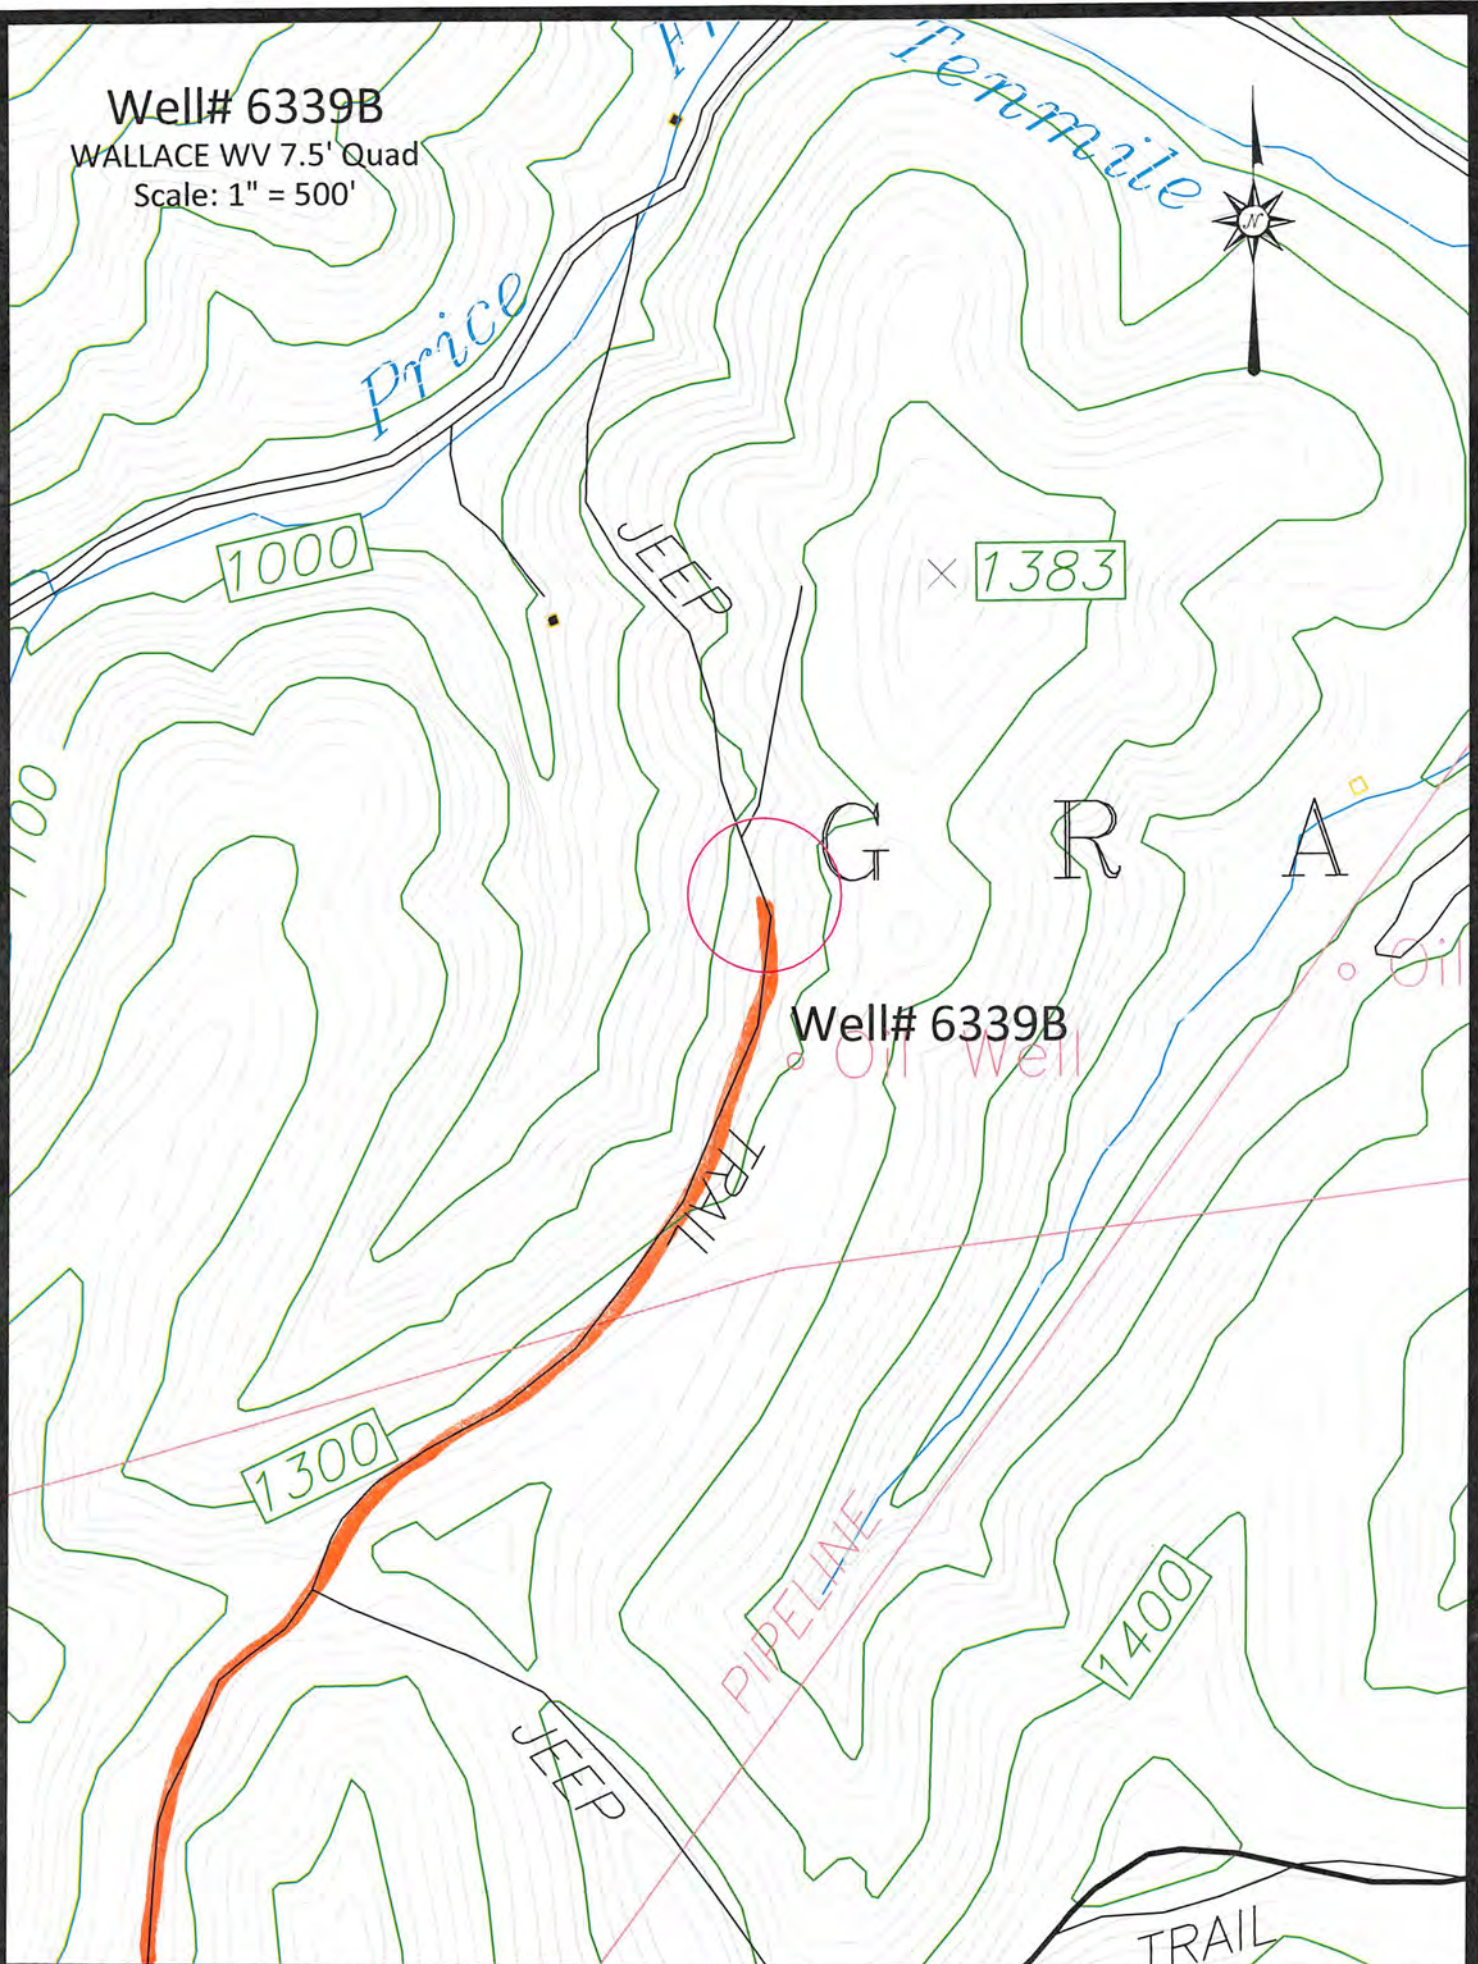 Well# 6339B
WALLACE WV 7.5' Quad
Scale: 1" = 500'
Tenmile
N
Price
1000
JEEP
1383
1100
G R A
Oil
Well# 6339B
Oil Well
TRAIL
1300
PIPELINE
1400
JEEP
TRAIL